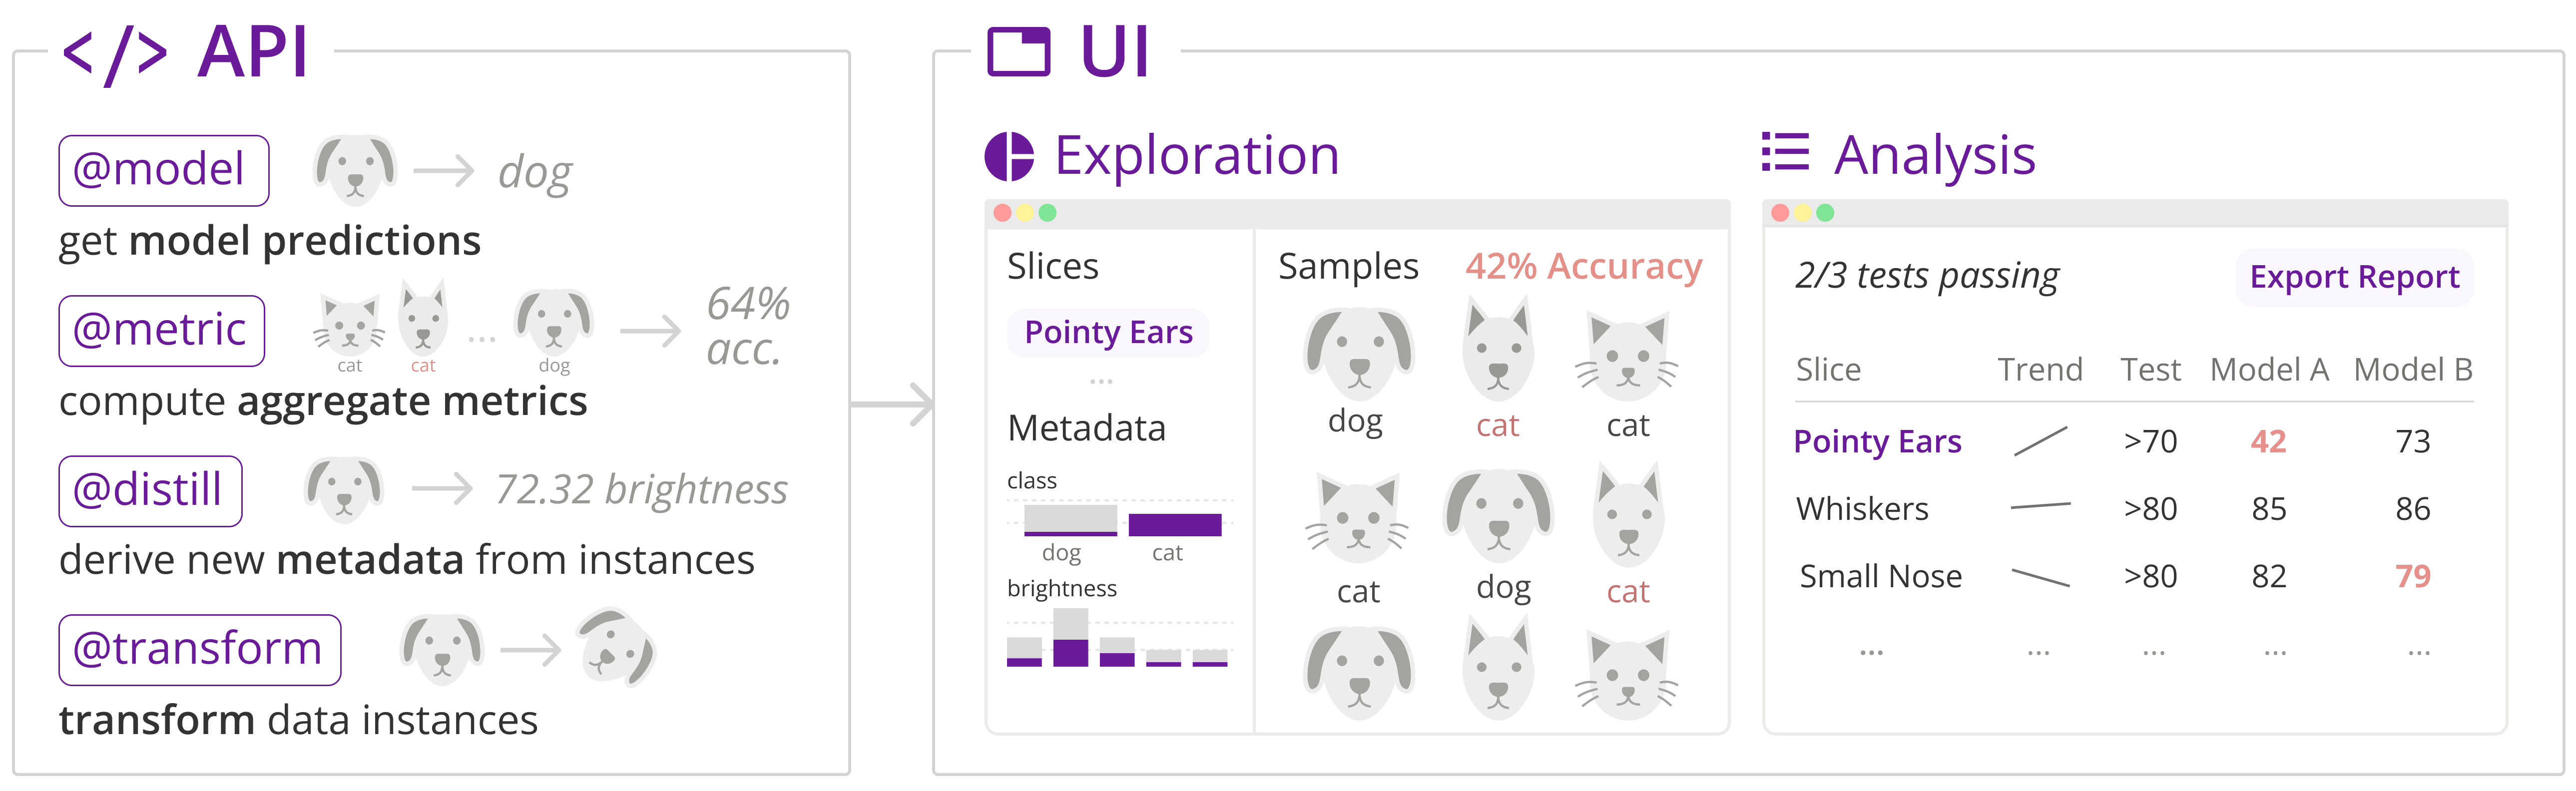 </> API
@model
dog
get model predictions
@metric
cat
cat
...
dog
64%
acc.
compute aggregate metrics
@distill
72.32 brightness
derive new metadata from instances
@transform
transform data instances
UI
Exploration
Slices
Pointy Ears
...
Metadata
class
dog cat
brightness
Samples 42% Accuracy
dog cat cat
cat dog cat
Analysis
2/3 tests passing Export Report
Slice Trend Test Model A Model B
Pointy Ears >70 42 73
Whiskers >80 85 86
Small Nose >80 82 79
... ... ... ... ...